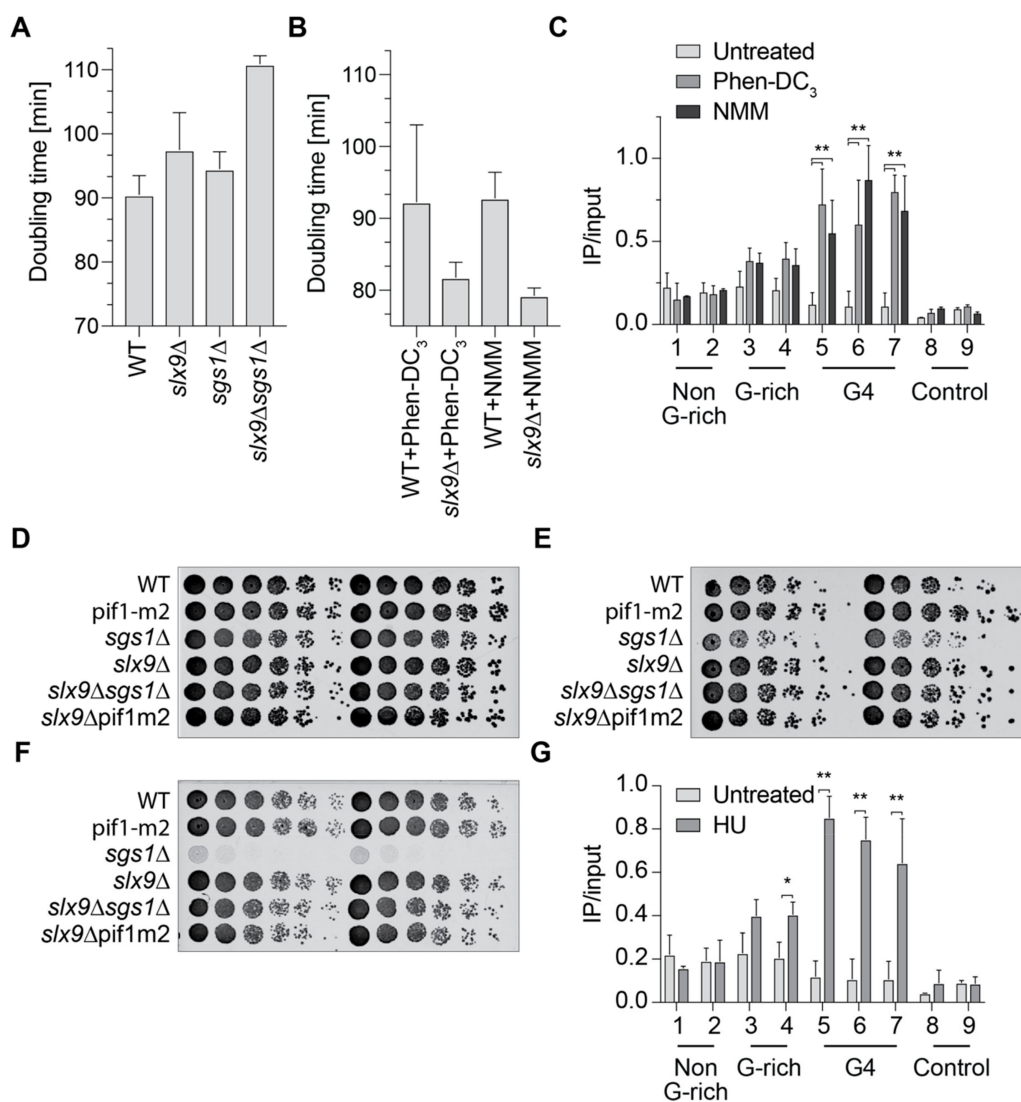 A
Doubling time [min]
110
100
90
80
70
WT
slx9Δ
sgs1Δ
slx9Δsgs1Δ
B
Doubling time [min]
110
100
90
80
WT+Phen-DC3
slx9Δ+Phen-DC3
WT+NMM
slx9Δ+NMM
C
Untreated
Phen-DC3
NMM
IP/input
1.0
0.5
0.0
** ** **
1 2 3 4 5 6 7 8 9
Non G-rich
G-rich
G4
Control
D
WT
pif1-m2
sgs1Δ
slx9Δ
slx9Δsgs1Δ
slx9Δpif1m2
E
WT
pif1-m2
sgs1Δ
slx9Δ
slx9Δsgs1Δ
slx9Δpif1m2
F
WT
pif1-m2
sgs1Δ
slx9Δ
slx9Δsgs1Δ
slx9Δpif1m2
G
Untreated
HU
IP/input
1.0
0.8
0.6
0.4
0.2
0.0
* ** ** **
1 2 3 4 5 6 7 8 9
Non G-rich
G-rich
G4
Control